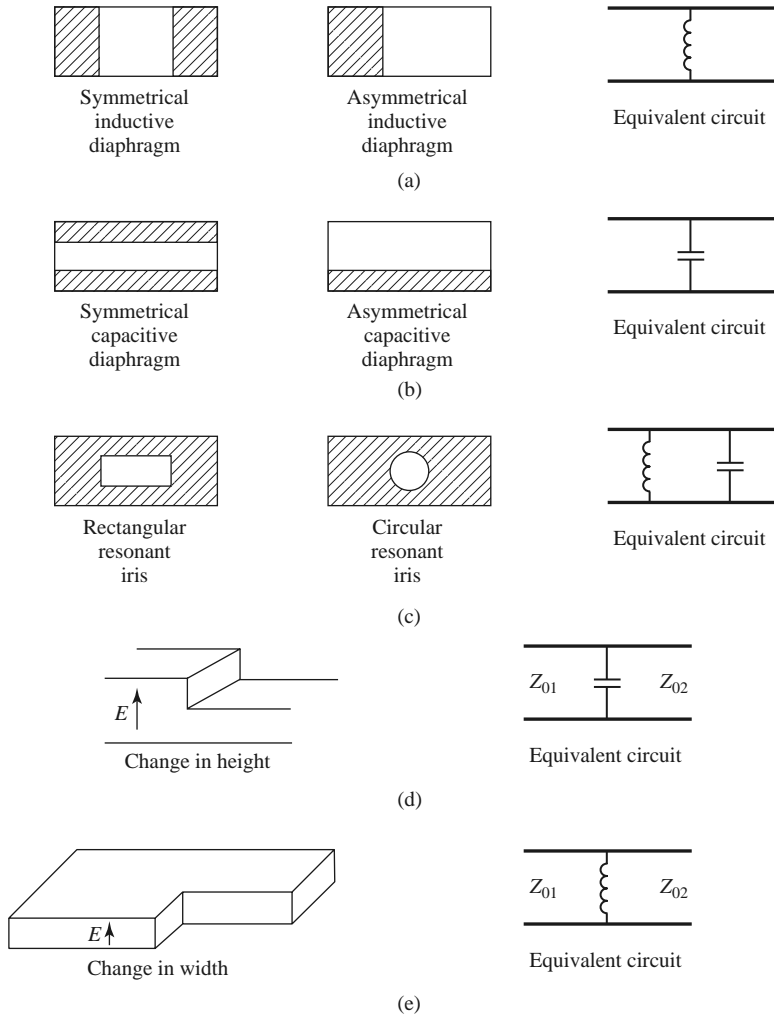 Symmetrical
inductive
diaphragm
Asymmetrical
inductive
diaphragm
Equivalent circuit
(a)
Symmetrical
capacitive
diaphragm
Asymmetrical
capacitive
diaphragm
Equivalent circuit
(b)
Rectangular
resonant
iris
Circular
resonant
iris
Equivalent circuit
(c)
E
Change in height
Z01
Z02
Equivalent circuit
(d)
E
Change in width
Z01
Z02
Equivalent circuit
(e)